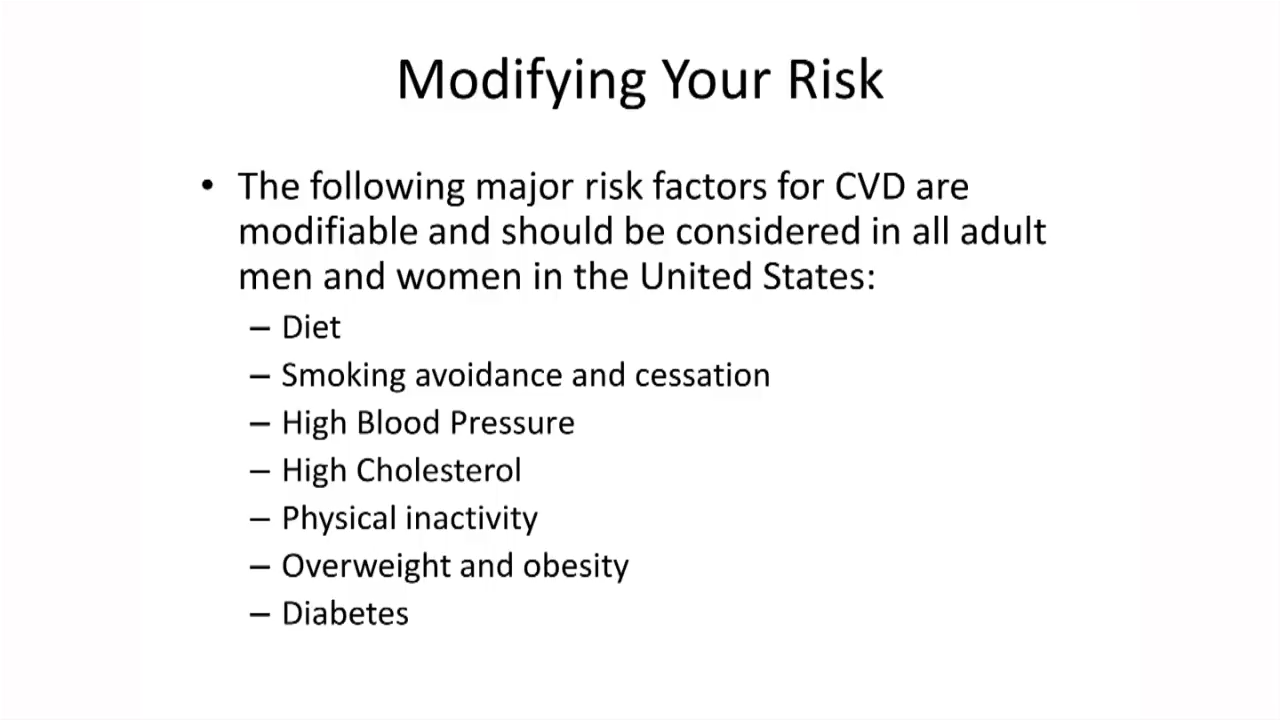 Modifying Your Risk
• The following major risk factors for CVD are
modifiable and should be considered in all adult
men and women in the United States:
– Diet
– Smoking avoidance and cessation
– High Blood Pressure
– High Cholesterol
– Physical inactivity
– Overweight and obesity
– Diabetes